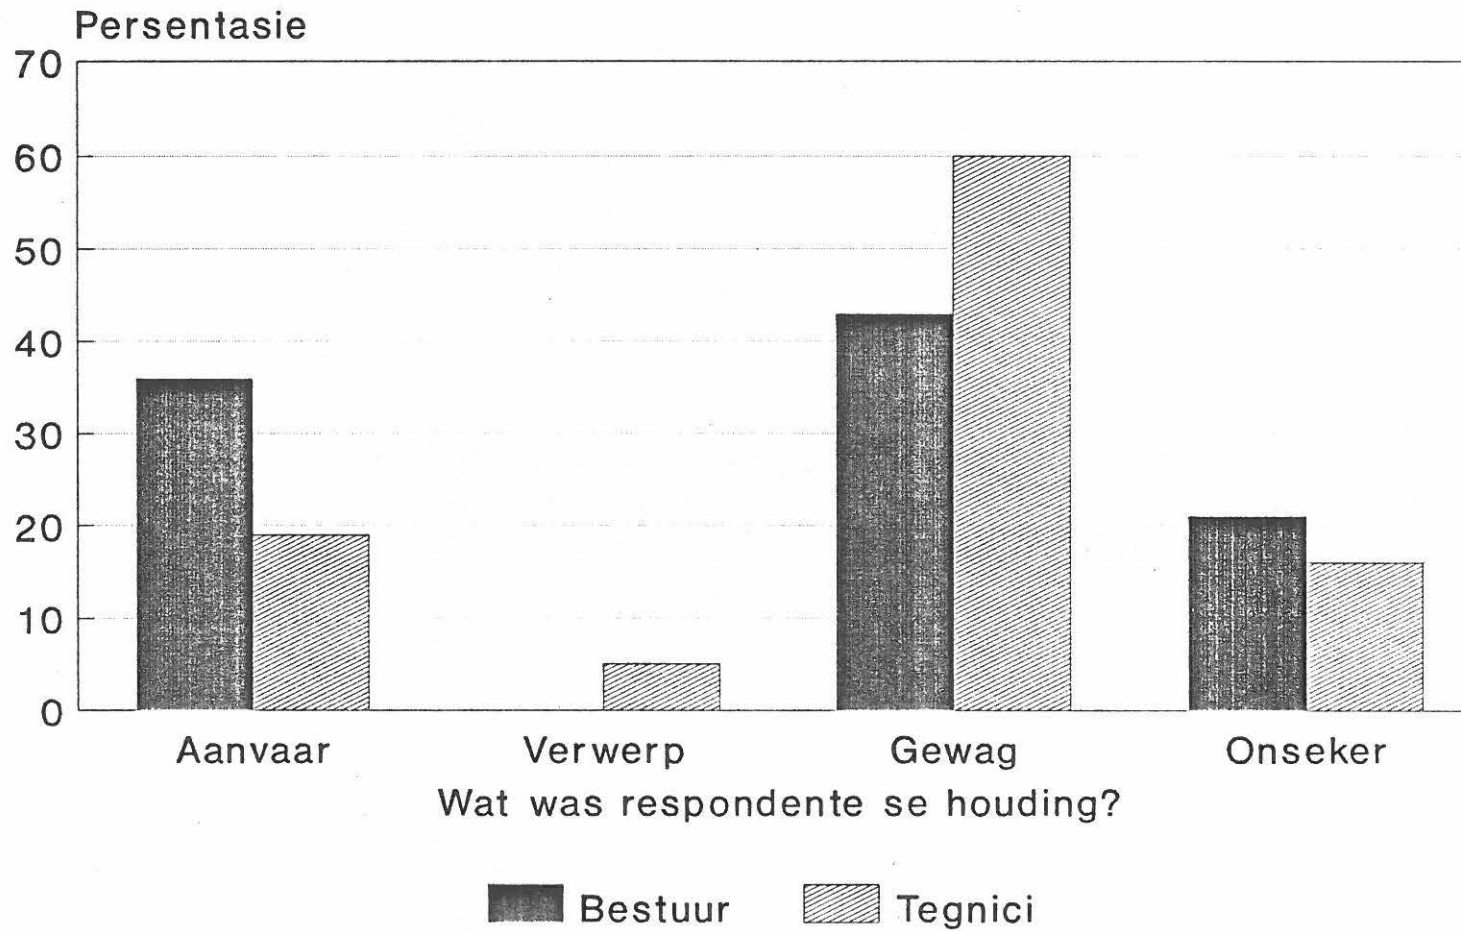 Persentasie
70
60
50
40
30
20
10
0
Aanvaar Verwerp Gewag Onseker
Wat was respondente se houding?
Bestuur Tegnici